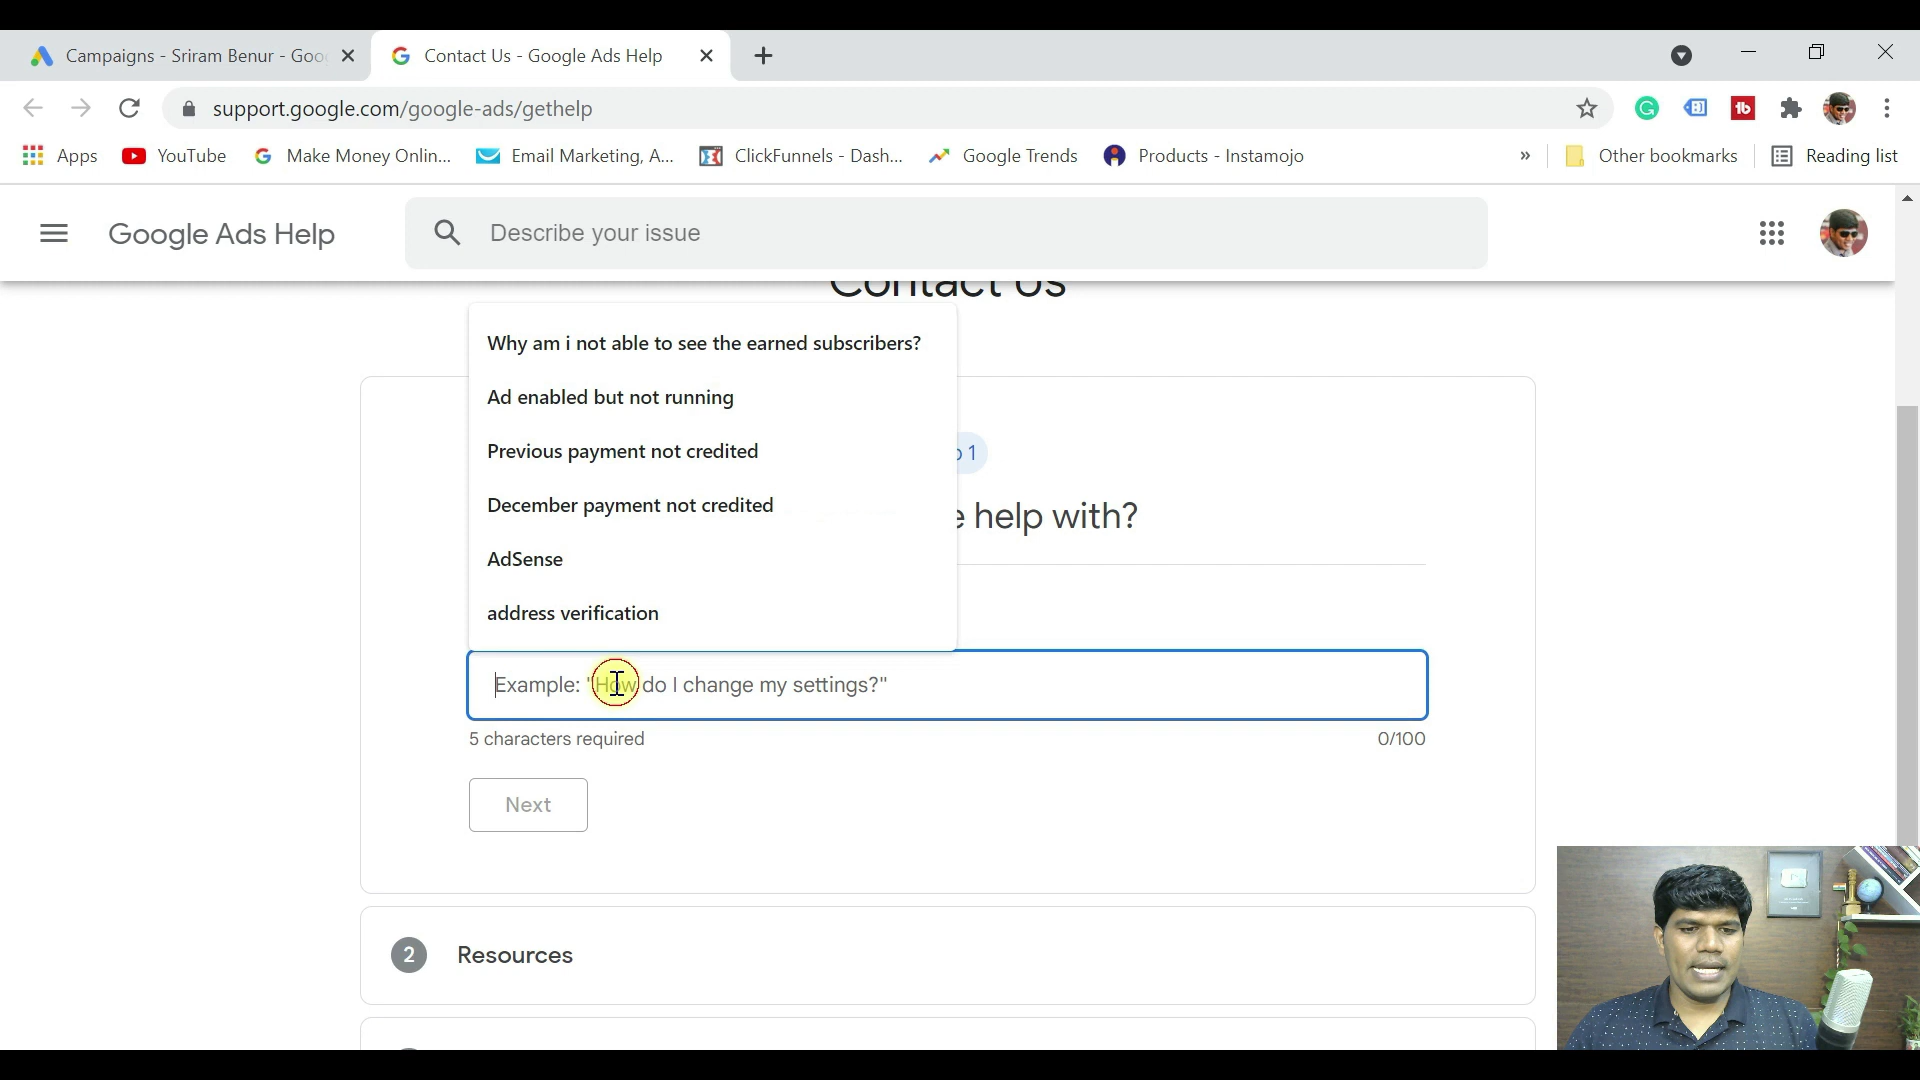 Campaigns - Sriram Benur - Goo
Contact Us - Google Ads Help
support.google.com/google-ads/gethelp
Apps
YouTube
Make Money Onlin...
Email Marketing, A...
ClickFunnels - Dash...
Google Trends
Products - Instamojo
»
Other bookmarks
Reading list
Google Ads Help
Describe your issue
Contact Us
Why am i not able to see the earned subscribers?
Ad enabled but not running
Previous payment not credited
December payment not credited
AdSense
address verification
p 1
e help with?
Example: "How do I change my settings?"
5 characters required
0/100
Next
2
Resources